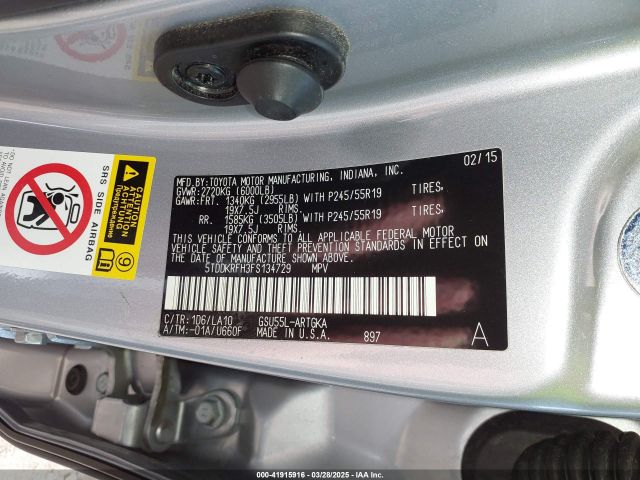 MFD.BY:TOYOTA MOTOR MANUFACTURING, INDIANA, INC. 02/15
GVWR:2720KG (6000LB)
GAWR:FRT. 1340KG (2955LB) WITH P245/55R19 TIRES,
19X7.5J RIMS,
RR. 1585KG (3505LB) WITH P245/55R19 TIRES,
19X7.5J RIMS.
THIS VEHICLE CONFORMS TO ALL APPLICABLE FEDERAL MOTOR
VEHICLE SAFETY AND THEFT PREVENTION STANDARDS IN EFFECT ON
THE DATE OF MANUFACTURE SHOWN ABOVE.
5TDDKRFH3FS134729 MPV
C/TR:1D6/LA10 GSU55L-ARTGKA
A/TM:-01A/U660F MADE IN U.S.A. 897 A
SRS SIDE AIRBAG
CAUTION
ATTENTION
ACHTUNG
000-41915916 03/28/2025 - IAAI.COM